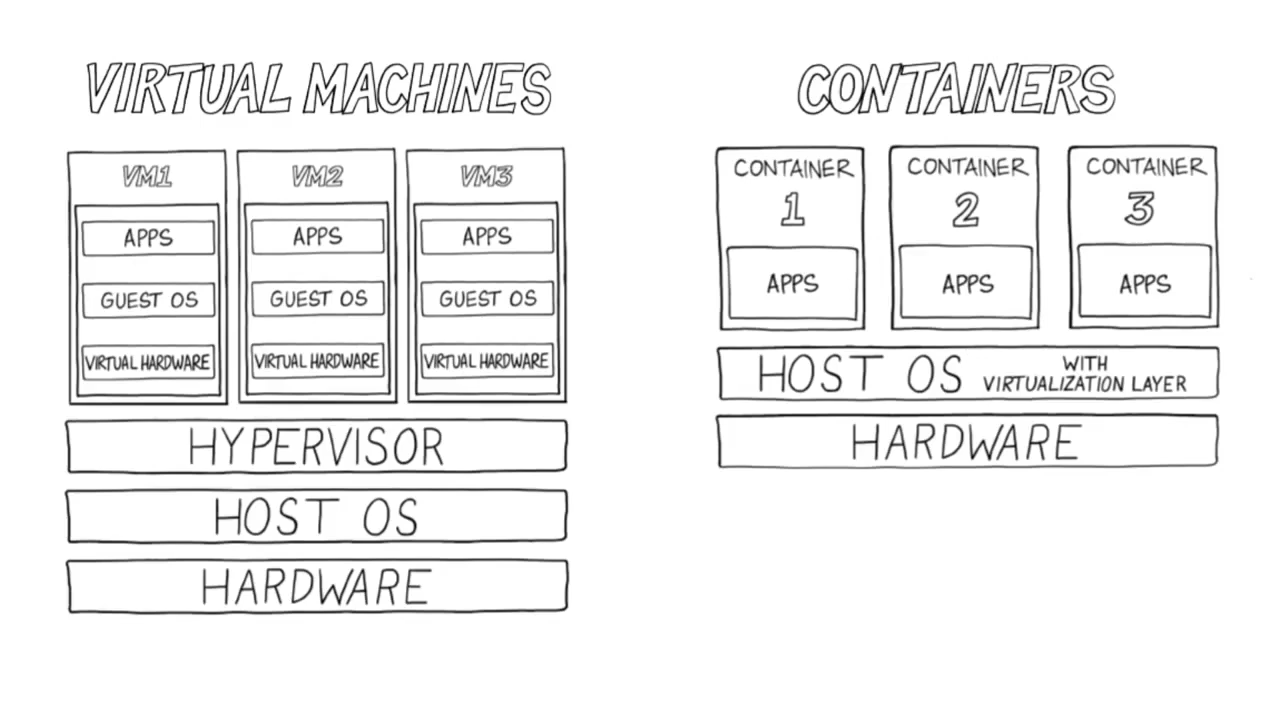 VIRTUAL MACHINES
VM1
APPS
GUEST OS
VIRTUAL HARDWARE
VM2
APPS
GUEST OS
VIRTUAL HARDWARE
VM3
APPS
GUEST OS
VIRTUAL HARDWARE
HYPERVISOR
HOST OS
HARDWARE
CONTAINERS
CONTAINER
1
APPS
CONTAINER
2
APPS
CONTAINER
3
APPS
HOST OS WITH
VIRTUALIZATION LAYER
HARDWARE